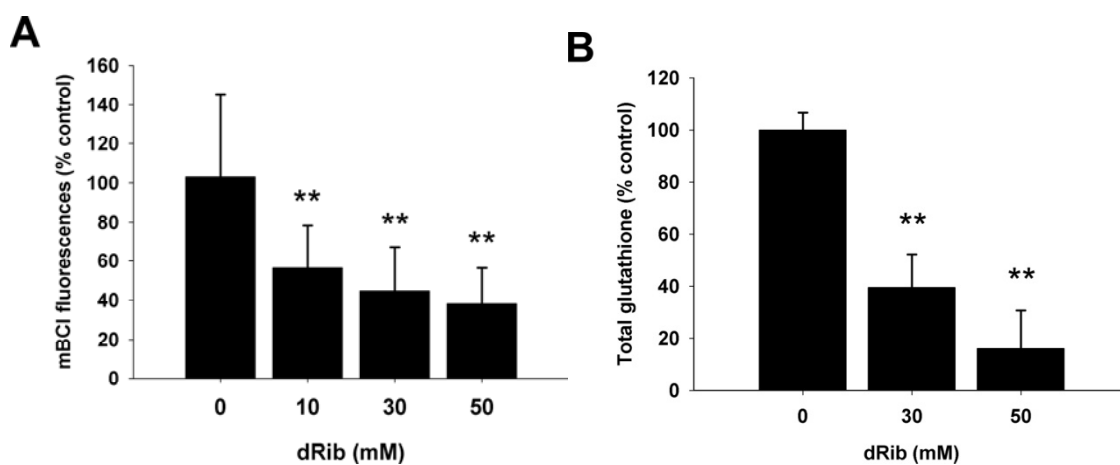 A
mBCl fluorescences (% control)
160
140
120
100
80
60
40
20
0
**
**
**
0 10 30 50
dRib (mM)
B
Total glutathione (% control)
120
100
80
60
40
20
0
**
**
0 30 50
dRib (mM)